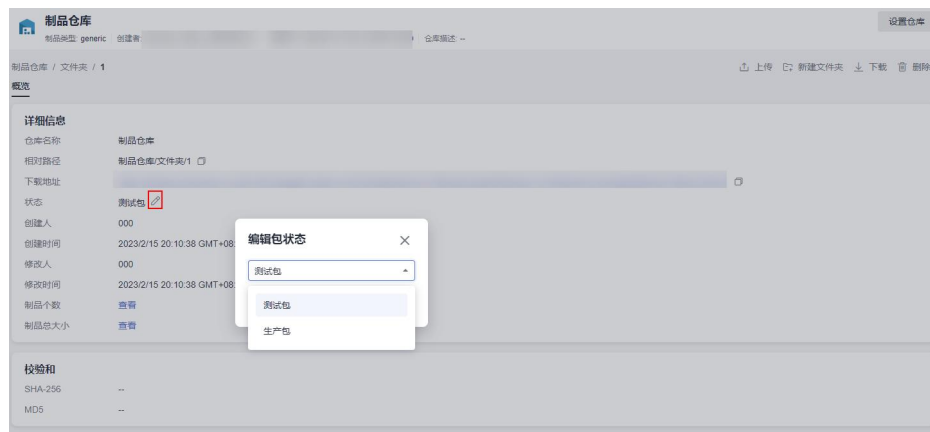 制品仓库
设置仓库
制品类型: generic 创建者: 仓库描述: --
制品仓库 / 文件夹 / 1
上传 新建文件夹 下载 删除
概览
详细信息
仓库名称 制品仓库
相对路径 制品仓库/文件夹/1
下载地址
状态 测试包
创建人 000
创建时间 2023/2/15 20:10:38 GMT+08:
修改人 000
修改时间 2023/2/15 20:10:38 GMT+08:
制品个数 查看
制品总大小 查看
编辑包状态
测试包
测试包
生产包
校验和
SHA-256 --
MD5 --